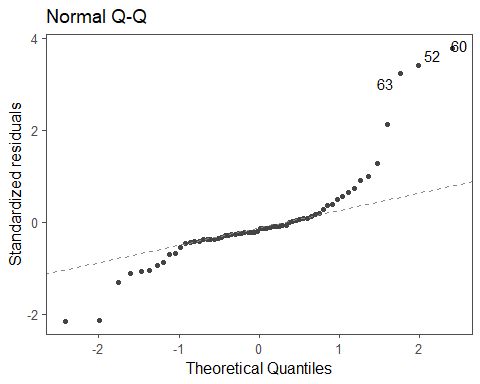 Normal Q-Q
4
60
52
63
2
0
-2
Standardized residuals
-2 -1 0 1 2
Theoretical Quantiles